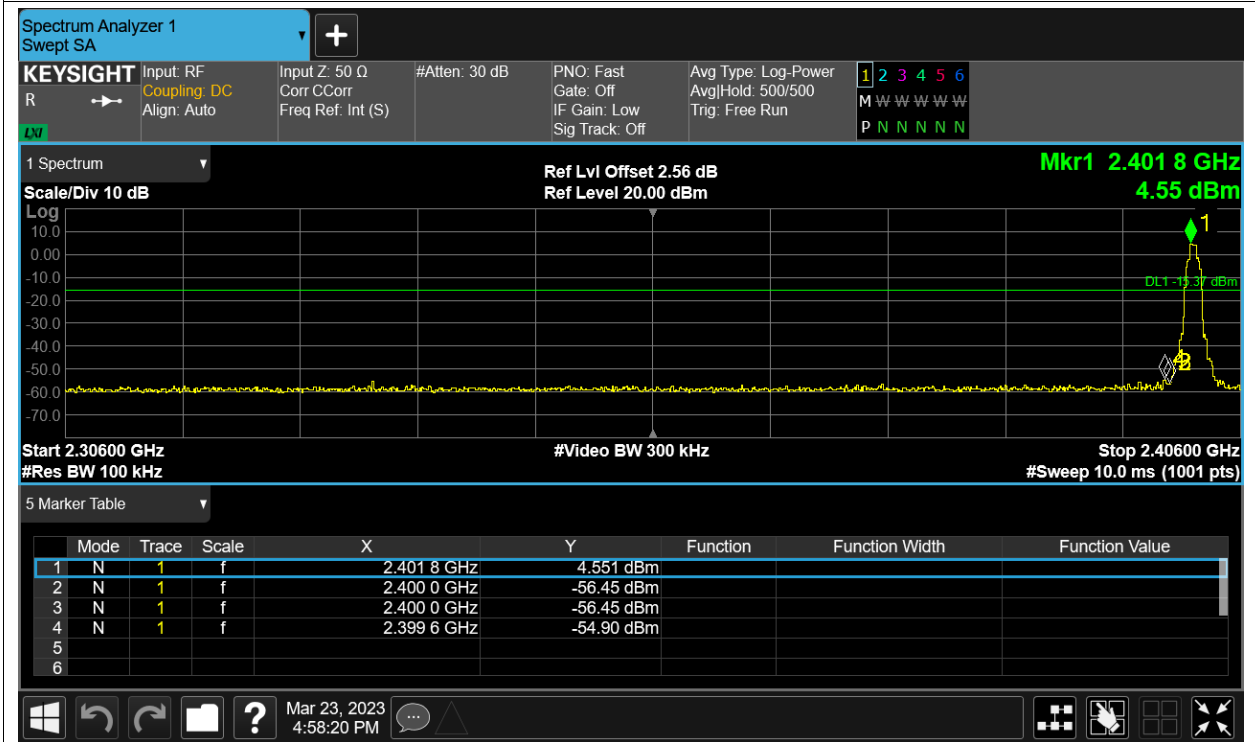 Spectrum Analyzer 1
Swept SA
+
KEYSIGHT Input: RF Input Z: 50 Ω #Atten: 30 dB PNO: Fast Avg Type: Log-Power 1 2 3 4 5 6
R Coupling: DC Corr CCorr Gate: Off Avg|Hold: 500/500 M W W W W W
Align: Auto Freq Ref: Int (S) IF Gain: Low Trig: Free Run
LXI Sig Track: Off P N N N N N
1 Spectrum Ref Lvl Offset 2.56 dB Mkr1 2.401 8 GHz
Scale/Div 10 dB Ref Level 20.00 dBm 4.55 dBm
Log
1
10.0
0.00
-10.0
DL1 -15.37 dBm
-20.0
-30.0
-40.0
-50.0
-60.0
-70.0
Start 2.30600 GHz #Video BW 300 kHz Stop 2.40600 GHz
#Res BW 100 kHz #Sweep 10.0 ms (1001 pts)
5 Marker Table
Mode Trace Scale X Y Function Function Width Function Value
1 N 1 f 2.401 8 GHz 4.551 dBm
2 N 1 f 2.400 0 GHz -56.45 dBm
3 N 1 f 2.400 0 GHz -56.45 dBm
4 N 1 f 2.399 6 GHz -54.90 dBm
5
6
? Mar 23, 2023
4:58:20 PM